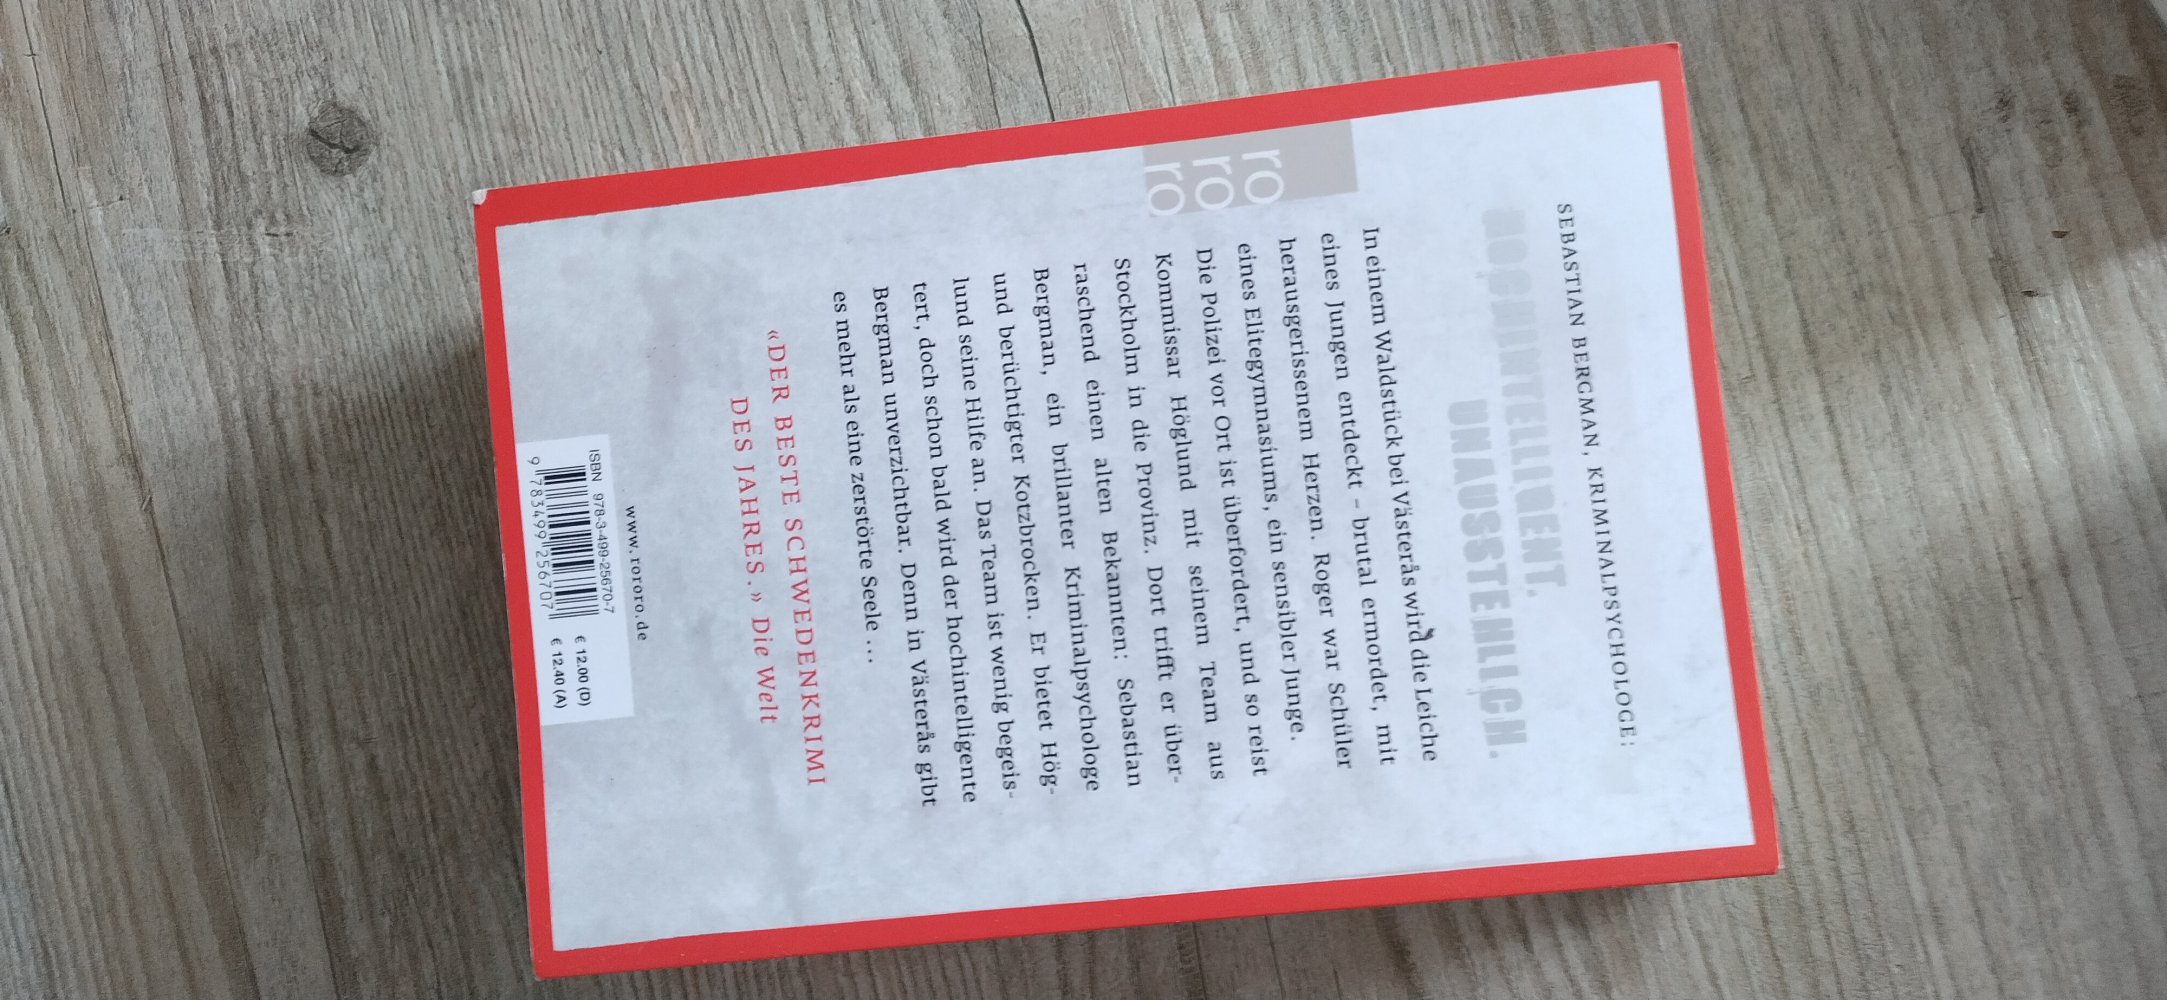 SEBASTIAN BERGMAN, KRIMINALPSYCHOLOGE:
HOCHINTELLIGENT.
UNAUSSTEHLICH.
In einem Waldstück bei Västerås wird die Leiche
eines Jungen entdeckt – brutal ermordet, mit
herausgerissenem Herzen. Roger war Schüler
eines Elitegymnasiums, ein sensibler Junge.
Die Polizei vor Ort ist überfordert, und so reist
Kommissar Höglund mit seinem Team aus
Stockholm in die Provinz. Dort trifft er über-
raschend einen alten Bekannten: Sebastian
Bergman, ein brillanter Kriminalpsychologe
und berüchtigter Kotzbrocken. Er bietet Hög-
lund seine Hilfe an. Das Team ist wenig begeis-
tert, doch schon bald wird der hochintelligente
Bergman unverzichtbar. Denn in Västerås gibt
es mehr als eine zerstörte Seele ...
«DER BESTE SCHWEDENKRIMI
DES JAHRES.» Die Welt
ro
ro
ro
www.rororo.de
ISBN 978-3-499-25670-7
9 783499 256707
€ 12.00 (D)
€ 12.40 (A)